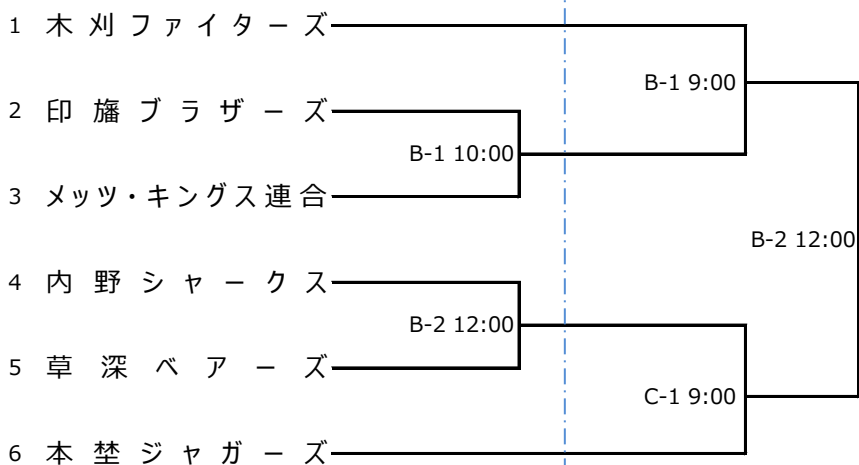 1 木刈ファイターズ
B-1 9:00
2 印旛ブラザーズ
B-1 10:00
3 メッツ・キングス連合
B-2 12:00
4 内野シャークス
B-2 12:00
5 草深ベアーズ
C-1 9:00
6 本埜ジャガーズ